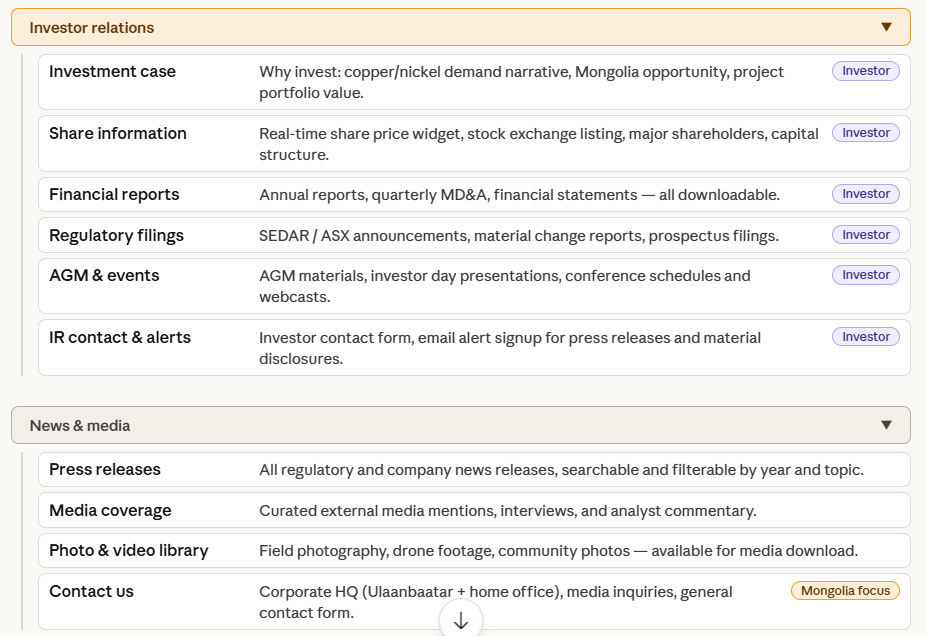 Investor relations ▼
Investment case
Why invest: copper/nickel demand narrative, Mongolia opportunity, project
portfolio value.
Investor
Share information
Real-time share price widget, stock exchange listing, major shareholders, capital
structure.
Investor
Financial reports
Annual reports, quarterly MD&A, financial statements — all downloadable.
Investor
Regulatory filings
SEDAR / ASX announcements, material change reports, prospectus filings.
Investor
AGM & events
AGM materials, investor day presentations, conference schedules and
webcasts.
Investor
IR contact & alerts
Investor contact form, email alert signup for press releases and material
disclosures.
Investor
News & media ▼
Press releases
All regulatory and company news releases, searchable and filterable by year and topic.
Media coverage
Curated external media mentions, interviews, and analyst commentary.
Photo & video library
Field photography, drone footage, community photos — available for media download.
Contact us
Corporate HQ (Ulaanbaatar + home office), media inquiries, general
contact form.
Mongolia focus